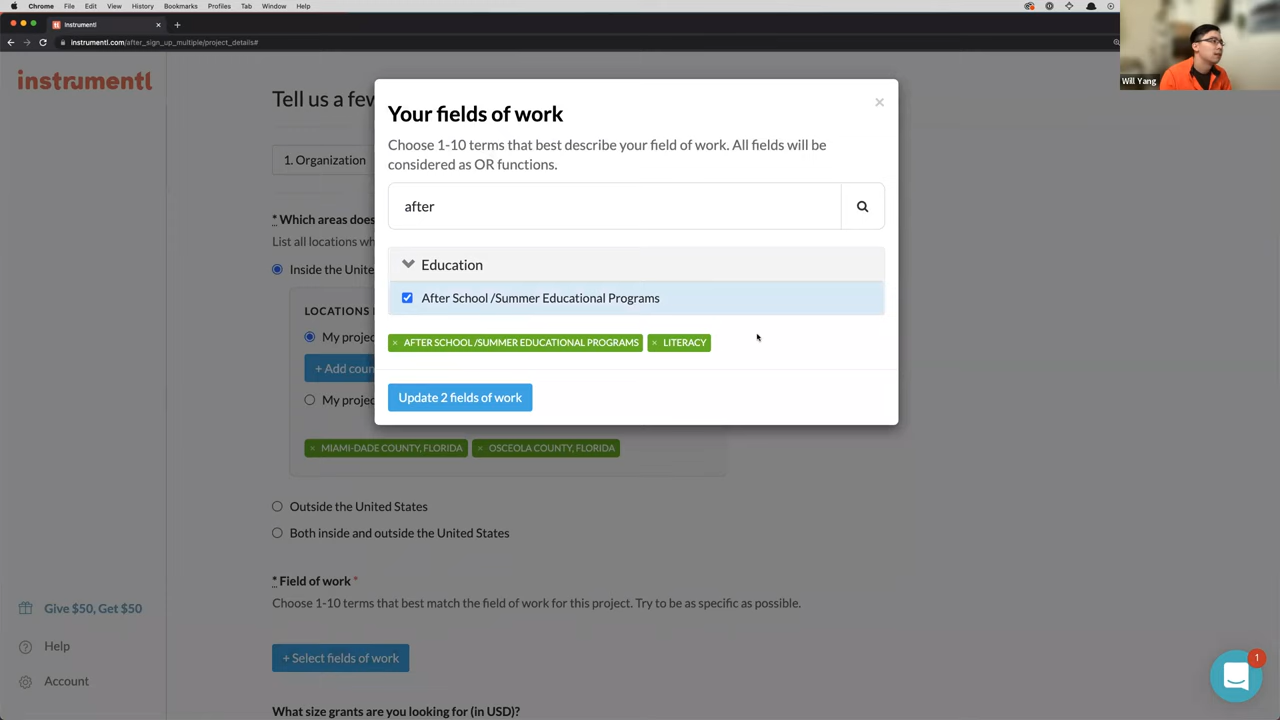 Chrome File Edit View History Bookmarks Profiles Tab Window Help
Instrumentl
instrumentl.com/after_sign_up_multiple/project_details#
Will Yang
instrumentl
Tell us a few
Your fields of work
Choose 1-10 terms that best describe your field of work. All fields will be
considered as OR functions.
1. Organization
after
* Which areas does
List all locations wh
Inside the Unite
Education
After School /Summer Educational Programs
LOCATIONS I
My projec
× AFTER SCHOOL /SUMMER EDUCATIONAL PROGRAMS × LITERACY
+ Add coun
My projec
Update 2 fields of work
× MIAMI-DADE COUNTY, FLORIDA × OSCEOLA COUNTY, FLORIDA
Outside the United States
Both inside and outside the United States
* Field of work *
Choose 1-10 terms that best match the field of work for this project. Try to be as specific as possible.
Give $50, Get $50
Help
+ Select fields of work
Account
1
What size grants are you looking for (in USD)?